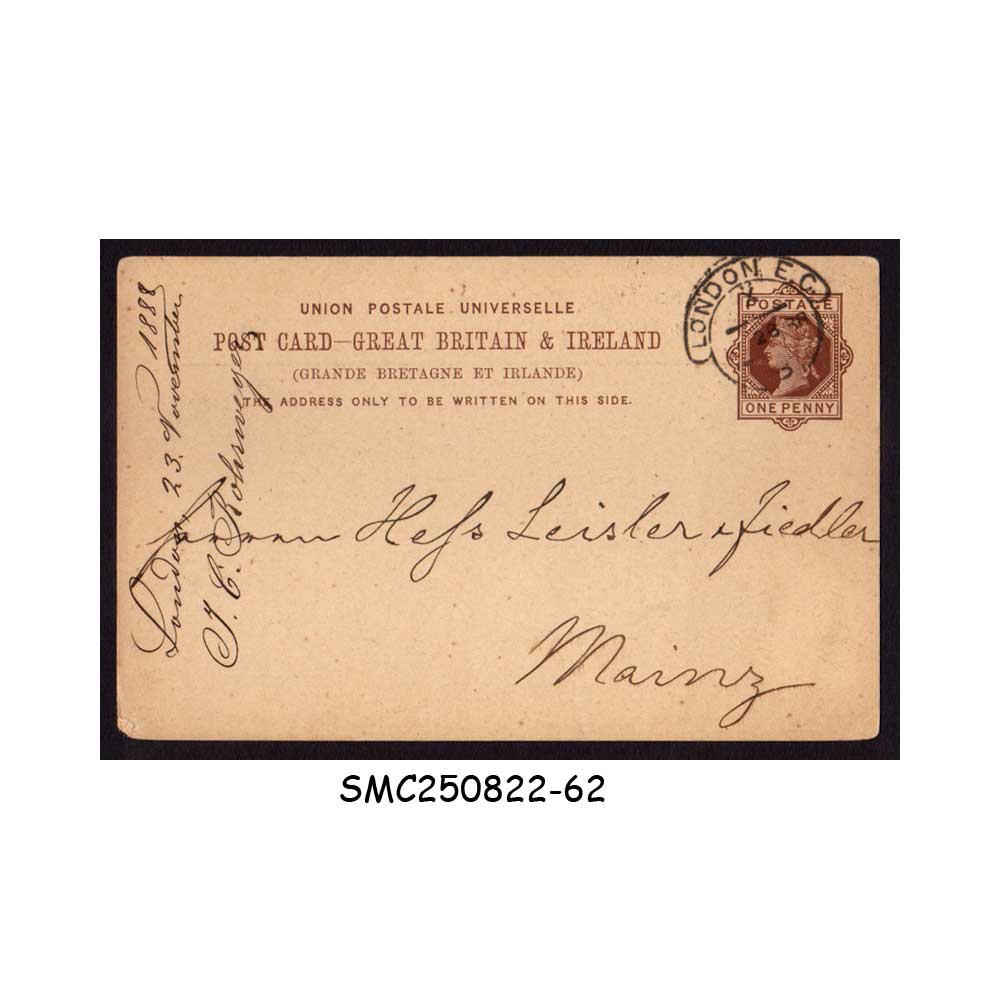 UNION POSTALE UNIVERSELLE
POST CARD—GREAT BRITAIN & IRELAND
(GRANDE BRETAGNE ET IRLANDE)
THE ADDRESS ONLY TO BE WRITTEN ON THIS SIDE.
LONDON E.C.
POSTAGE
ONE PENNY
London 23. November 1888
Herren Heſs Leisler & Fiedler
Mainz
SMC250822-62